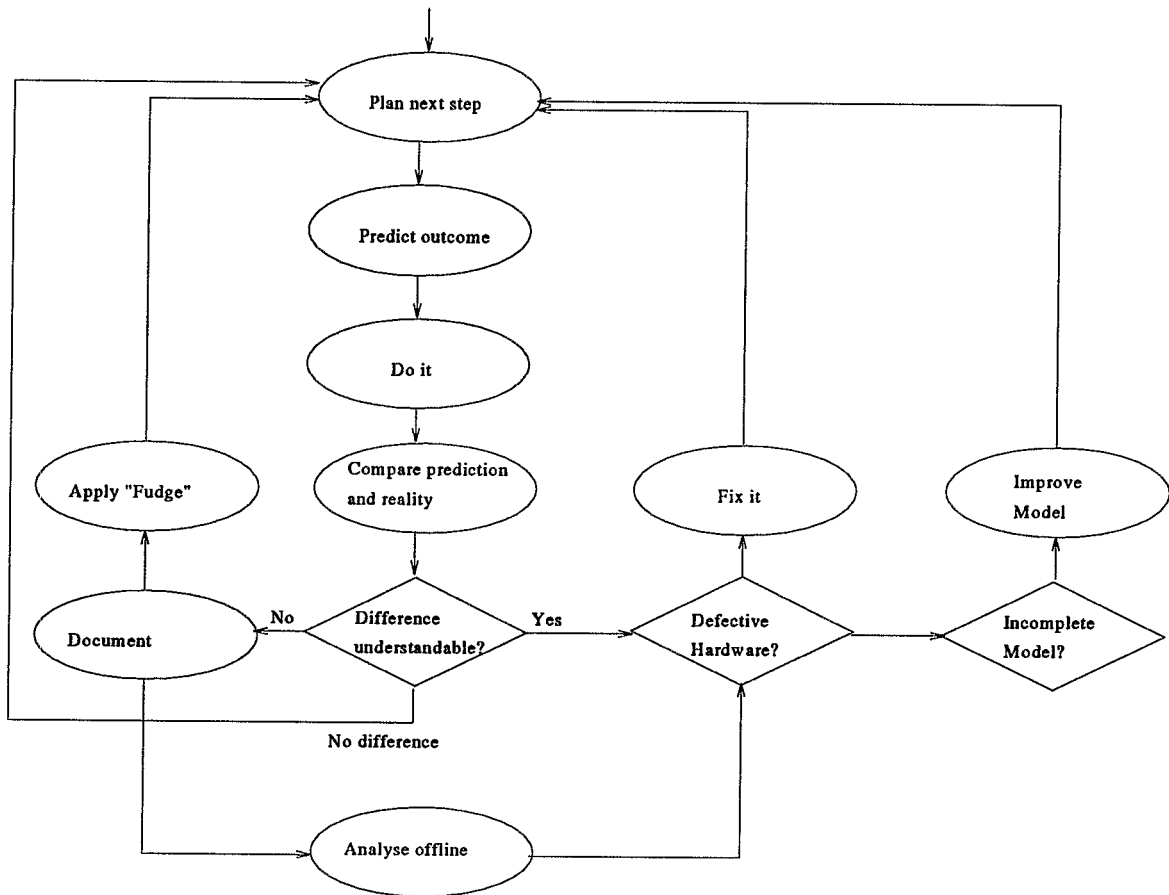 Plan next step
Predict outcome
Do it
Compare prediction
and reality
Apply "Fudge"
Fix it
Improve
Model
No
Difference
understandable?
Yes
Document
Defective
Hardware?
Incomplete
Model?
No difference
Analyse offline